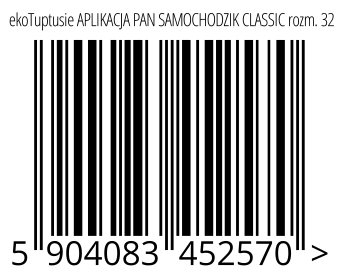 ekoTuptusie APLIKACJA PAN SAMOCHODZIK CLASSIC rozm. 32
5 904083 452570 >